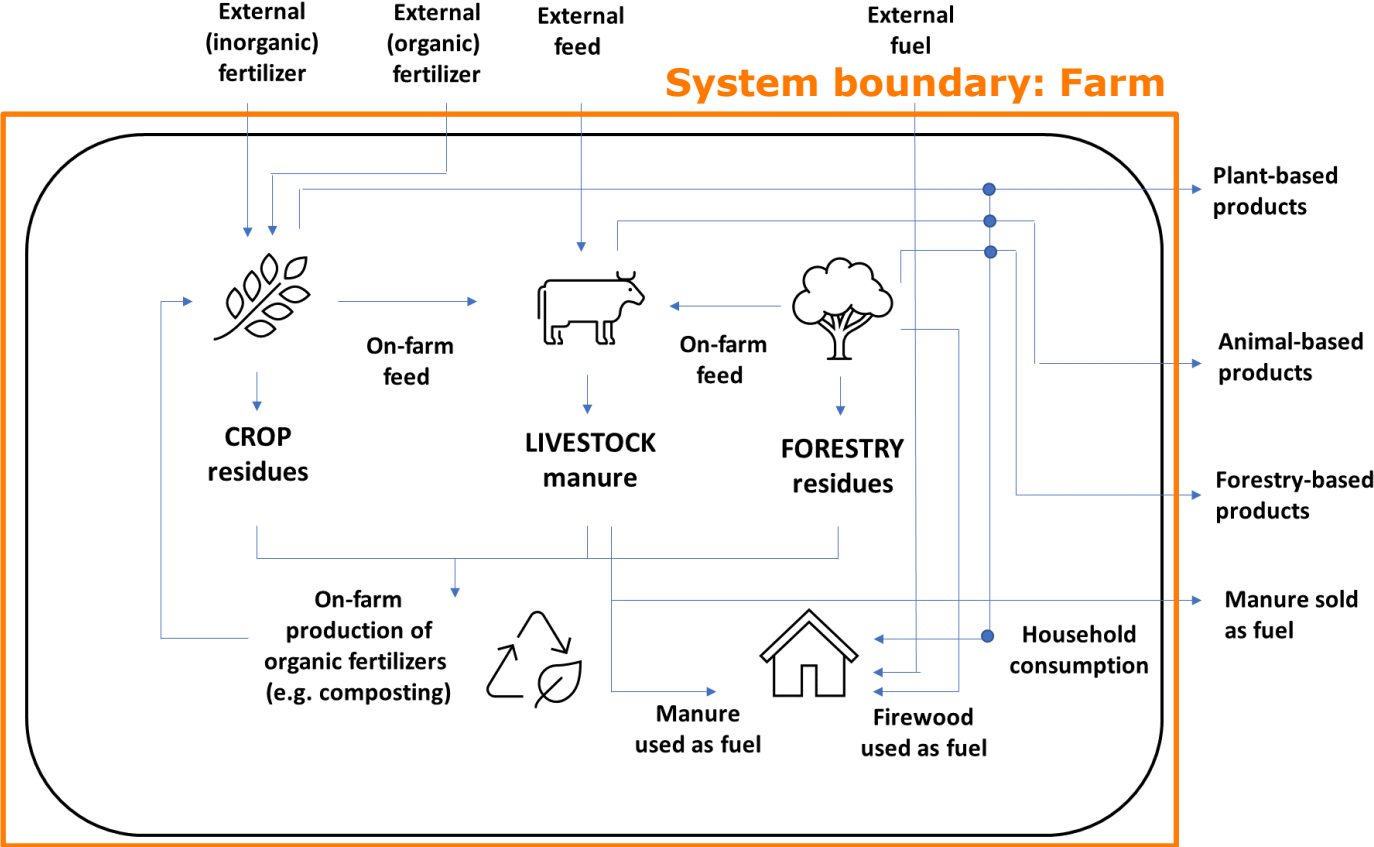 External
(inorganic)
fertilizer
External
(organic)
fertilizer
External
feed
External
fuel
System boundary: Farm
Plant-based
products
On-farm
feed
On-farm
feed
Animal-based
products
CROP
residues
LIVESTOCK
manure
FORESTRY
residues
Forestry-based
products
On-farm
production of
organic fertilizers
(e.g. composting)
Manure sold
as fuel
Household
consumption
Manure
used as fuel
Firewood
used as fuel